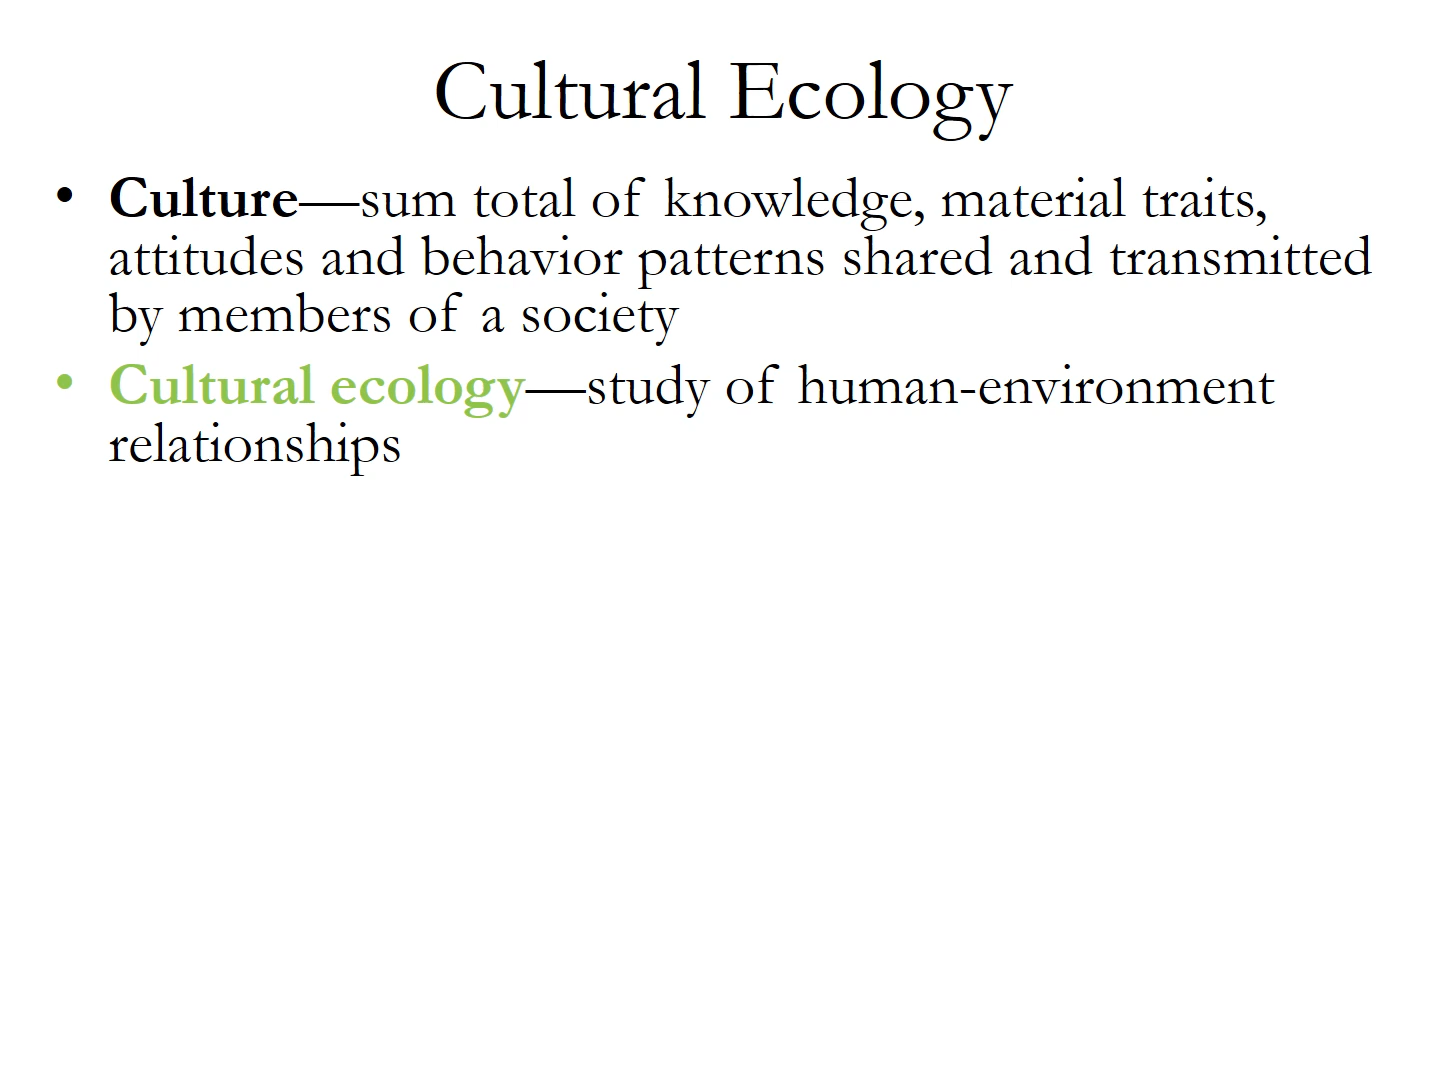 Cultural Ecology
• Culture—sum total of knowledge, material traits,
attitudes and behavior patterns shared and transmitted
by members of a society
• Cultural ecology—study of human-environment
relationships